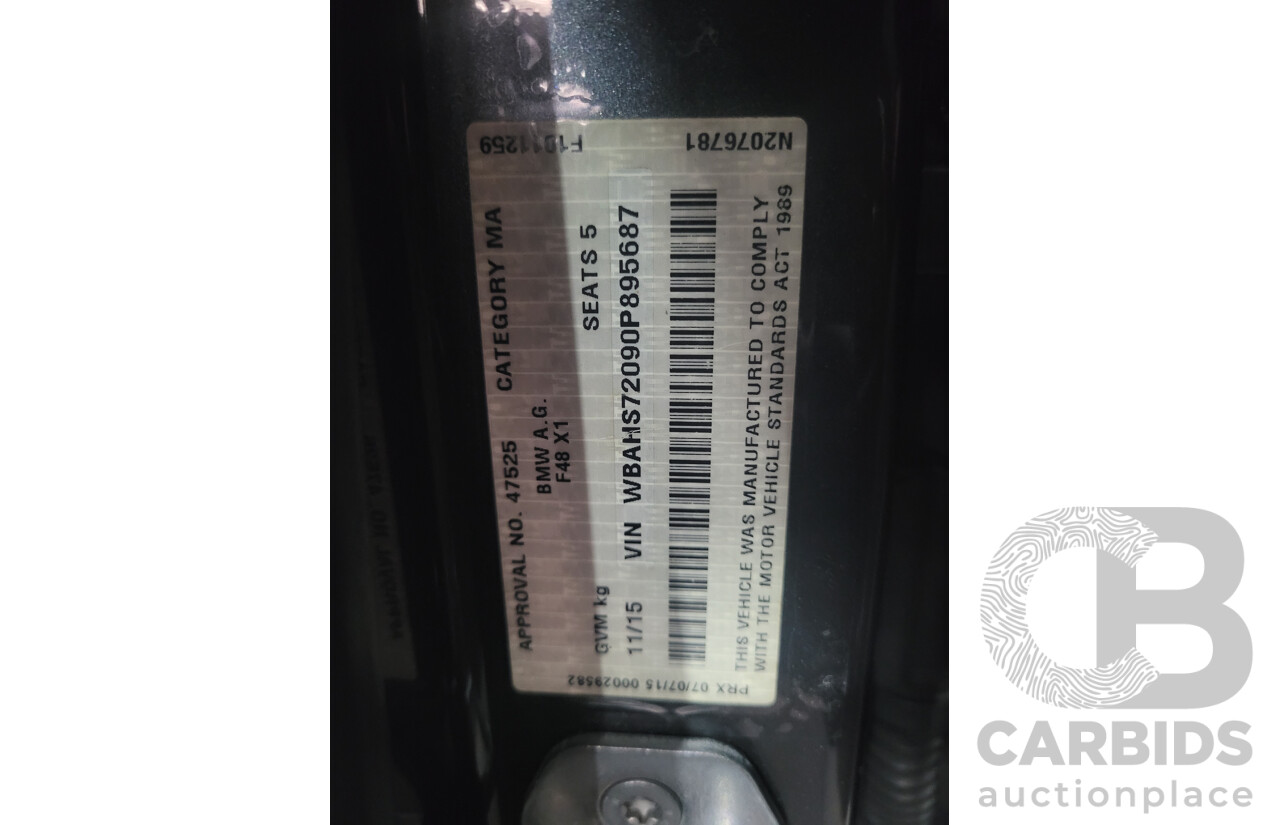 APPROVAL NO. 47525 CATEGORY MA
BMW A.G.
F48 X1
GVM kg SEATS 5
11/15 VIN WBAHS72090P895687
THIS VEHICLE WAS MANUFACTURED TO COMPLY
WITH THE MOTOR VEHICLE STANDARDS ACT 1989
N2076781
PRX 07/07/15 00029582
CB
CARBIDS
auctionplace